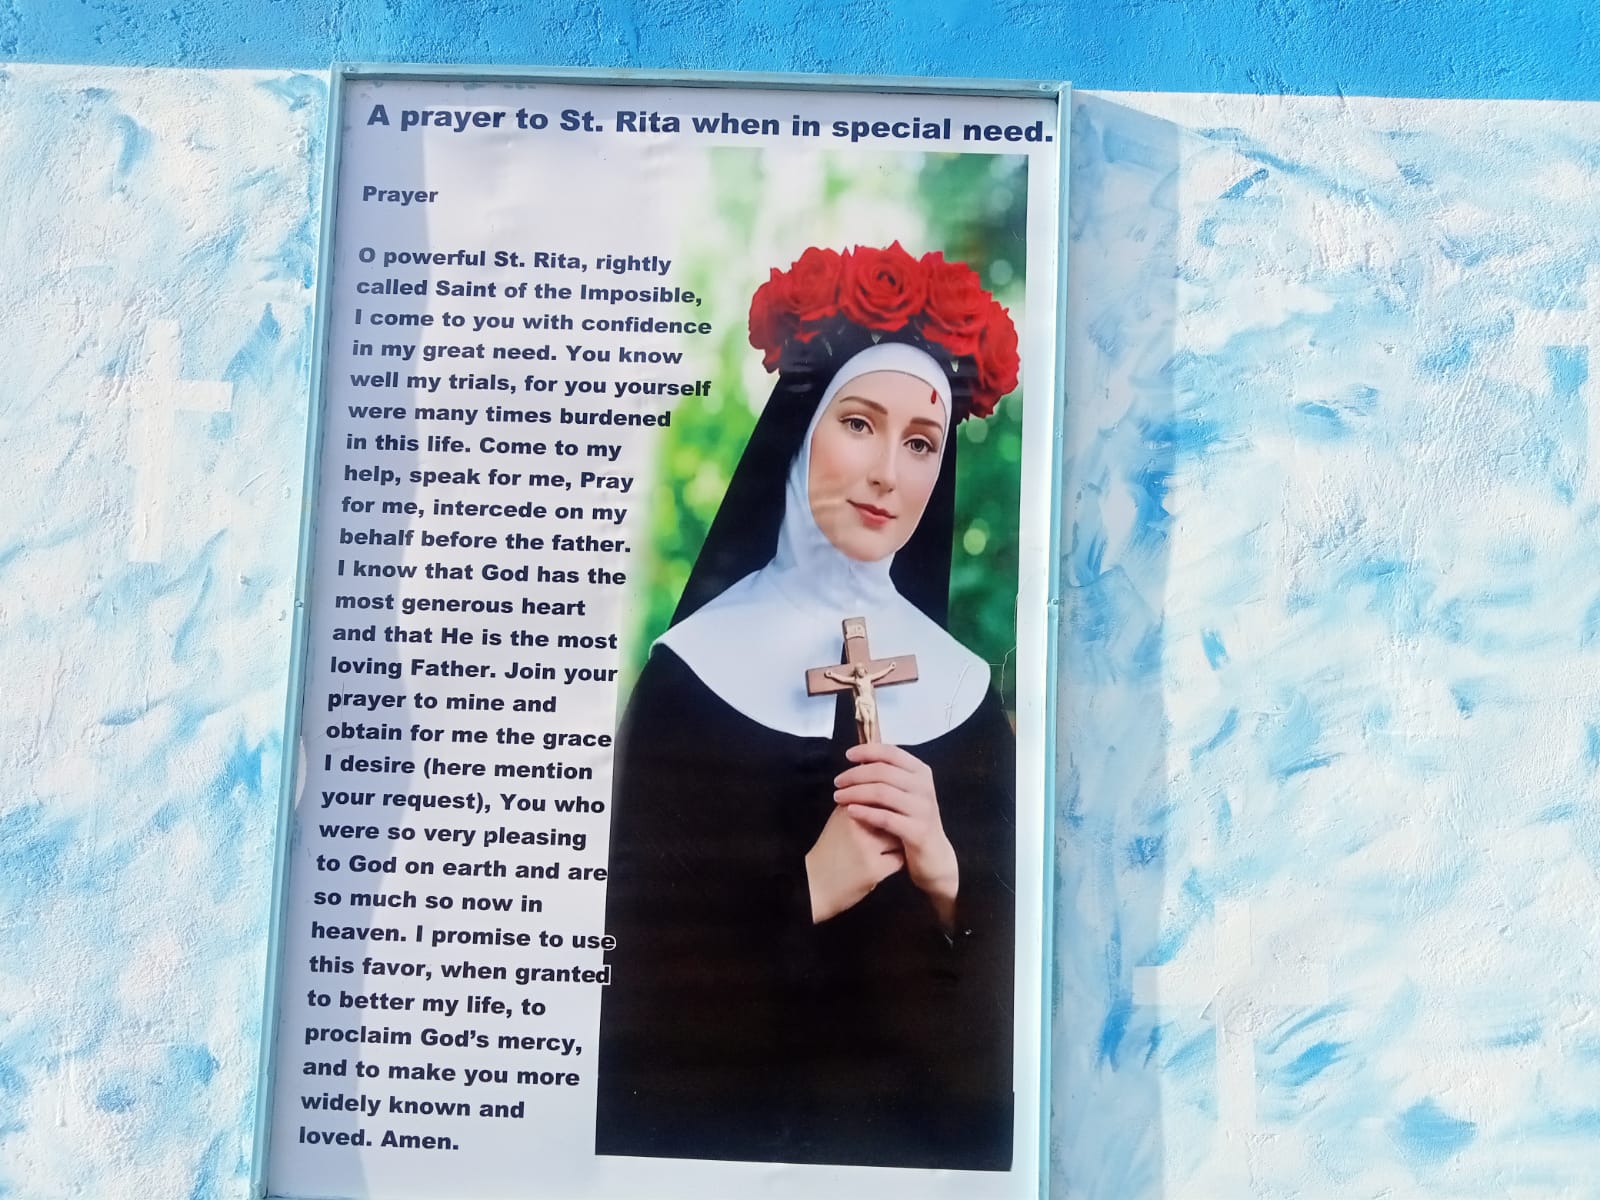 A prayer to St. Rita when in special need.
Prayer
O powerful St. Rita, rightly
called Saint of the Imposible,
I come to you with confidence
in my great need. You know
well my trials, for you yourself
were many times burdened
in this life. Come to my
help, speak for me, Pray
for me, intercede on my
behalf before the father.
I know that God has the
most generous heart
and that He is the most
loving Father. Join your
prayer to mine and
obtain for me the grace
I desire (here mention
your request), You who
were so very pleasing
to God on earth and are
so much so now in
heaven. I promise to use
this favor, when granted
to better my life, to
proclaim God’s mercy,
and to make you more
widely known and
loved. Amen.